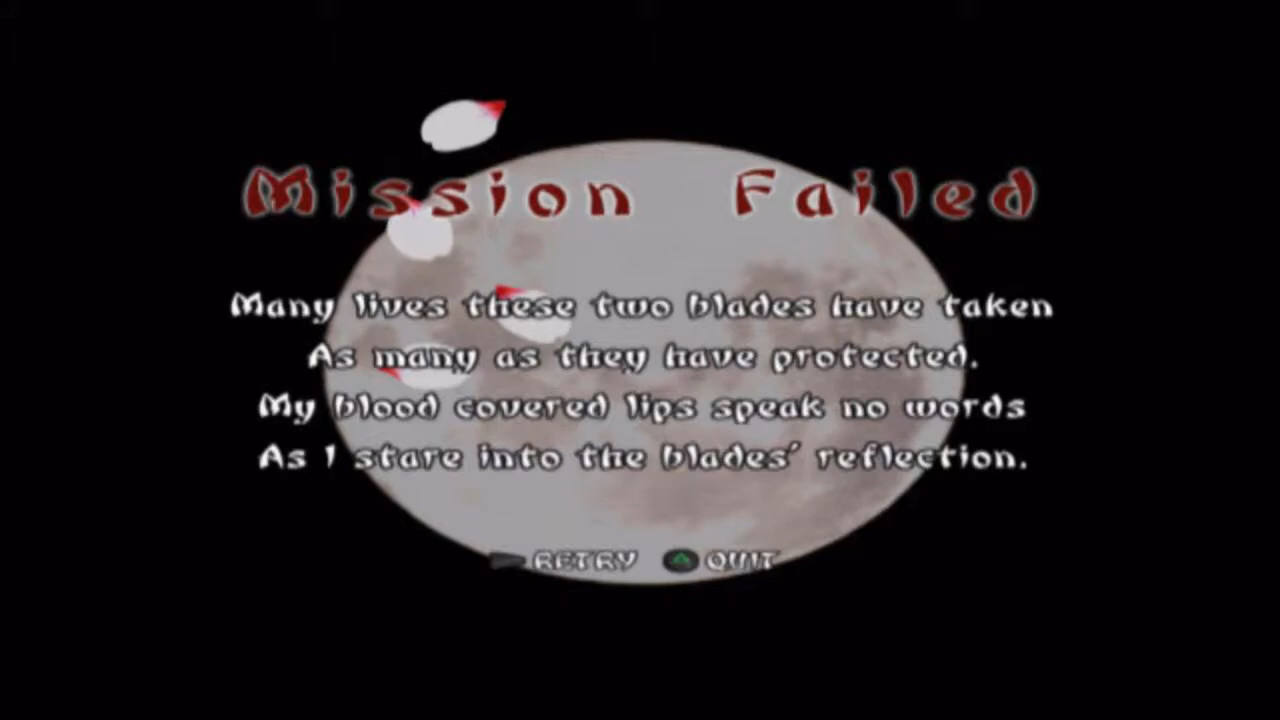 Mission Failed
Many lives these two blades have taken
As many as they have protected.
My blood covered lips speak no words
As I stare into the blades' reflection.
RETRY QUIT